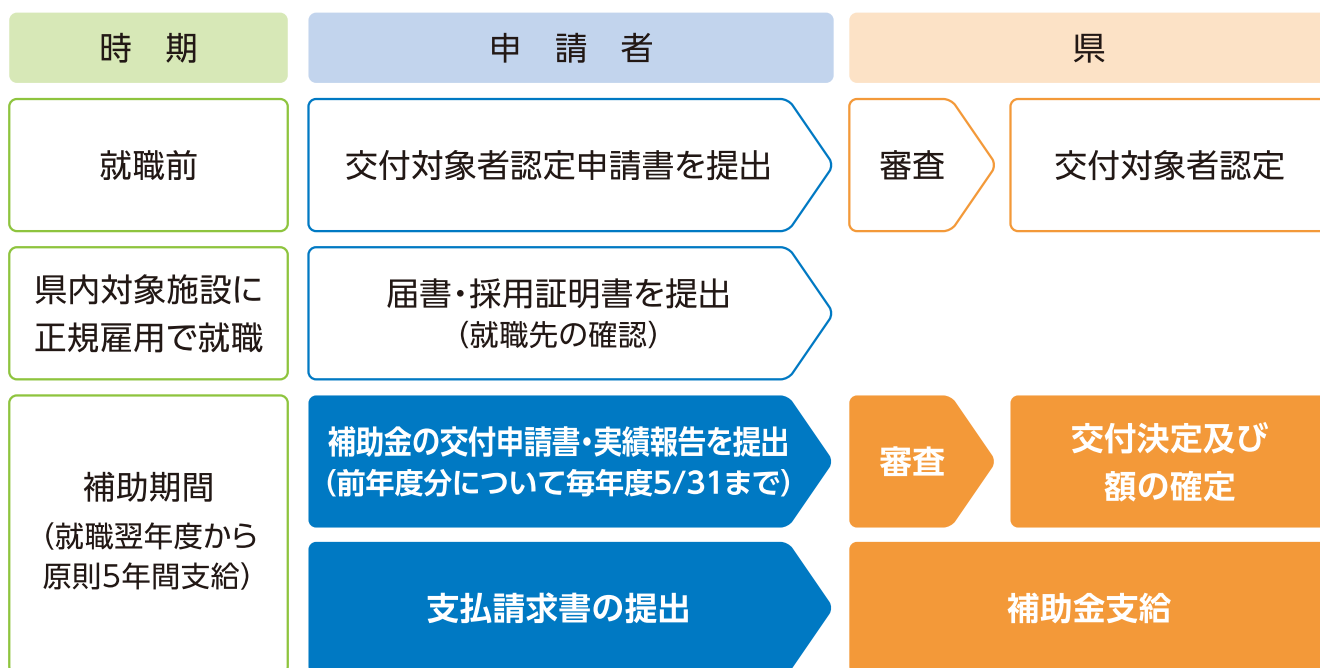 時　期
申　請　者
県
就職前
交付対象者認定申請書を提出
審査
交付対象者認定
県内対象施設に
正規雇用で就職
届書・採用証明書を提出
（就職先の確認）
補助期間
（就職翌年度から
原則5年間支給）
補助金の交付申請書・実績報告を提出
（前年度分について毎年度5/31まで）
審査
交付決定及び
額の確定
支払請求書の提出
補助金支給